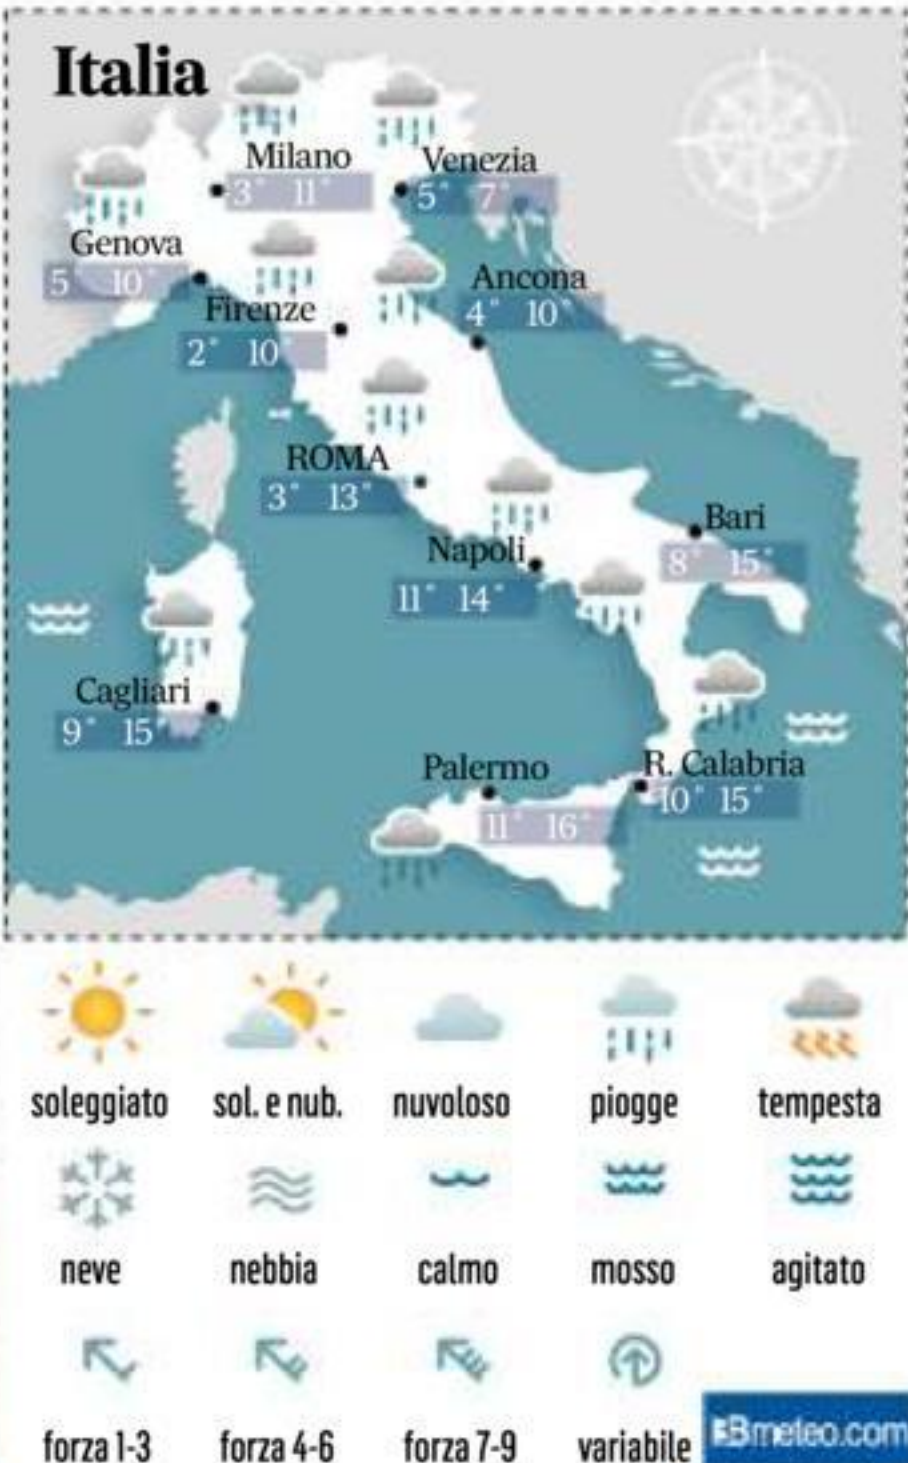 Italia
Milano
3° 11°
Venezia
5° 7°
Genova
5 10°
Firenze
2° 10°
Ancona
4° 10°
ROMA
3° 13°
Napoli
11° 14°
Bari
8° 15°
Cagliari
9° 15°
Palermo
11° 16°
R. Calabria
10° 15°
soleggiato
sol. e nub.
nuvoloso
piogge
tempesta
neve
nebbia
calmo
mosso
agitato
forza 1-3
forza 4-6
forza 7-9
variabile
3Bmeteo.com